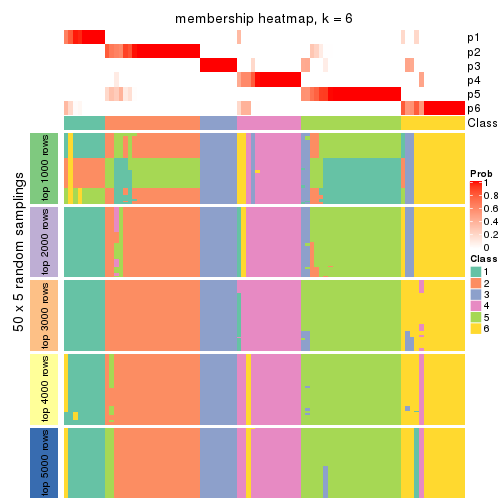 membership heatmap, k = 6
p1
p2
p3
p4
p5
p6
Class
50 x 5 random samplings
top 1000 rows
top 2000 rows
top 3000 rows
top 4000 rows
top 5000 rows
Prob
1
0.8
0.6
0.4
0.2
0
Class
1
2
3
4
5
6